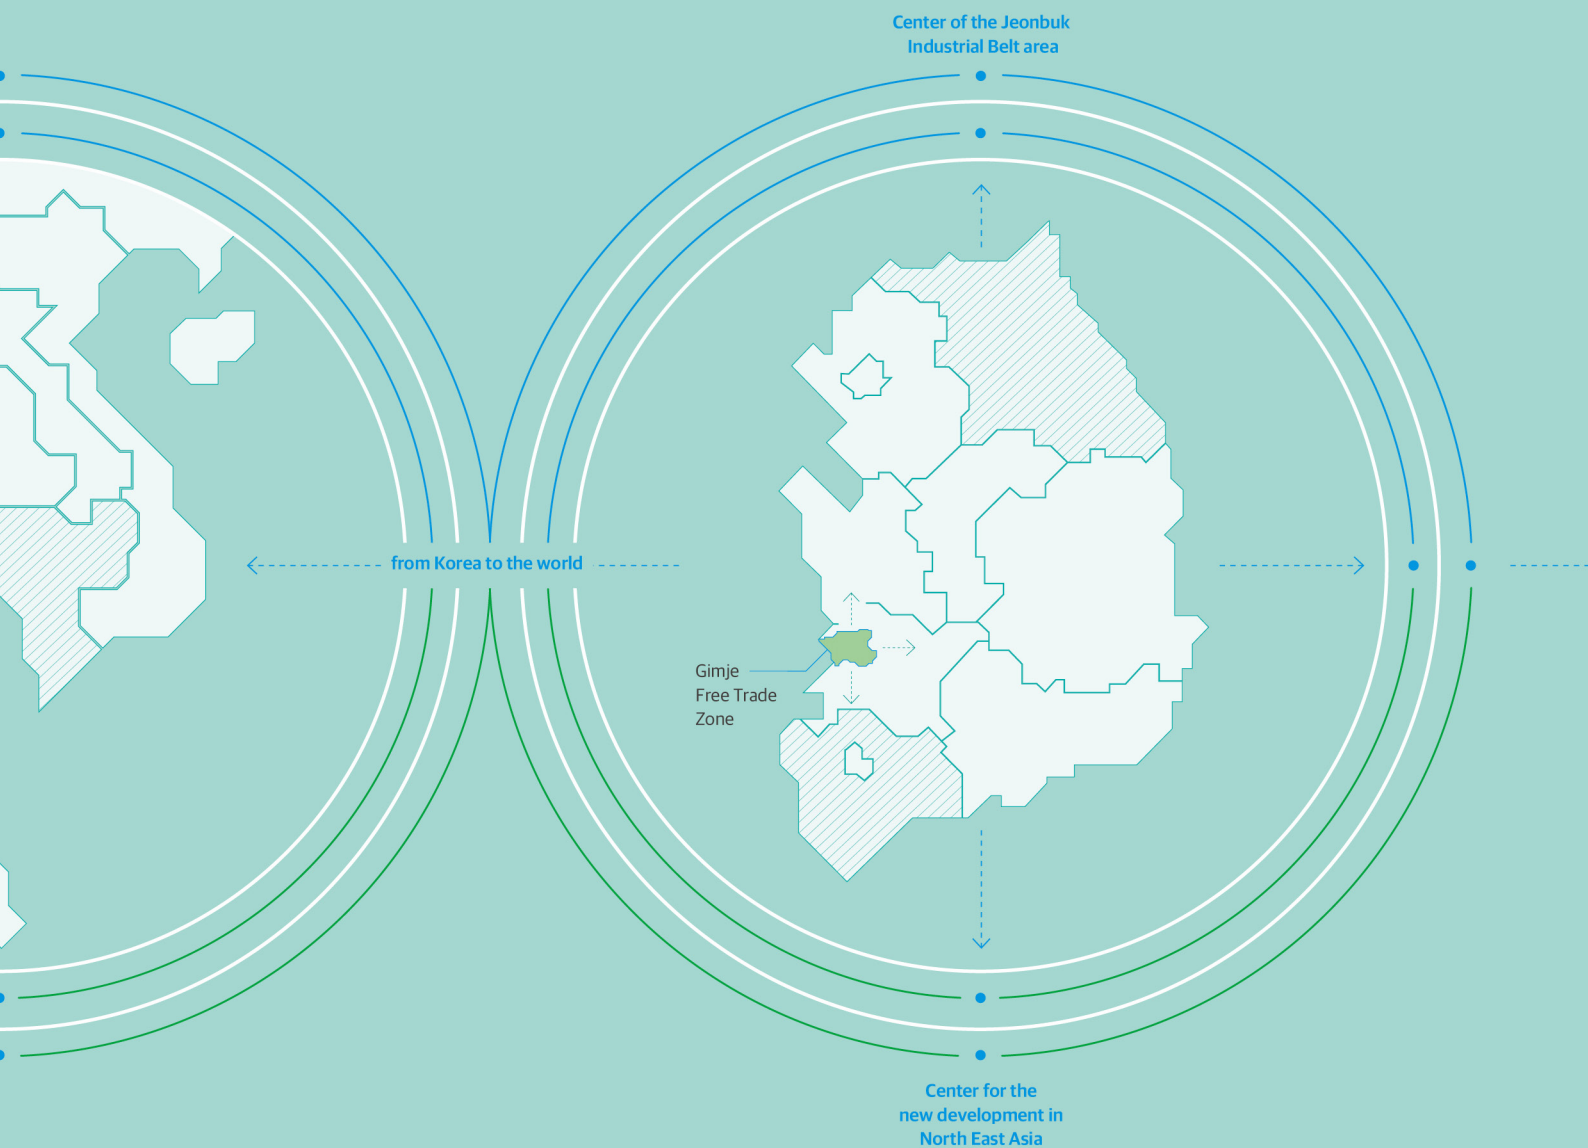 Center of the Jeonbuk
Industrial Belt area
from Korea to the world
Gimje
Free Trade
Zone
Center for the
new development in
North East Asia